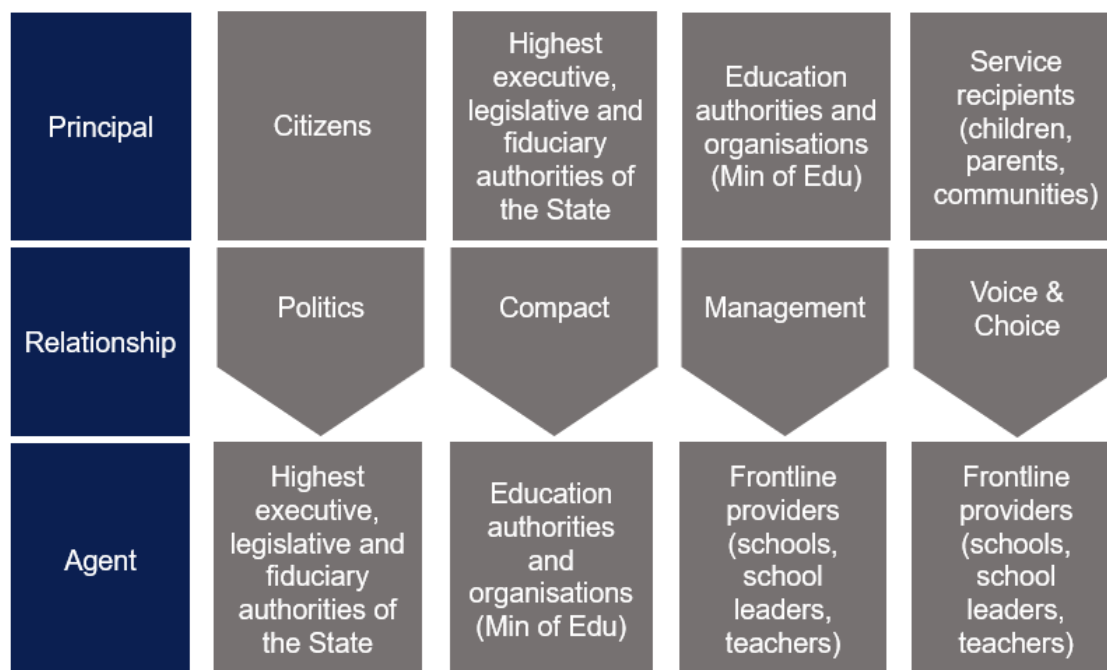 Principal
Citizens
Highest
executive,
legislative and
fiduciary
authorities of
the State
Education
authorities and
organisations
(Min of Edu)
Service
recipients
(children,
parents,
communities)
Relationship
Politics
Compact
Management
Voice &
Choice
Agent
Highest
executive,
legislative and
fiduciary
authorities of
the State
Education
authorities
and
organisations
(Min of Edu)
Frontline
providers
(schools,
school
leaders,
teachers)
Frontline
providers
(schools,
school
leaders,
teachers)